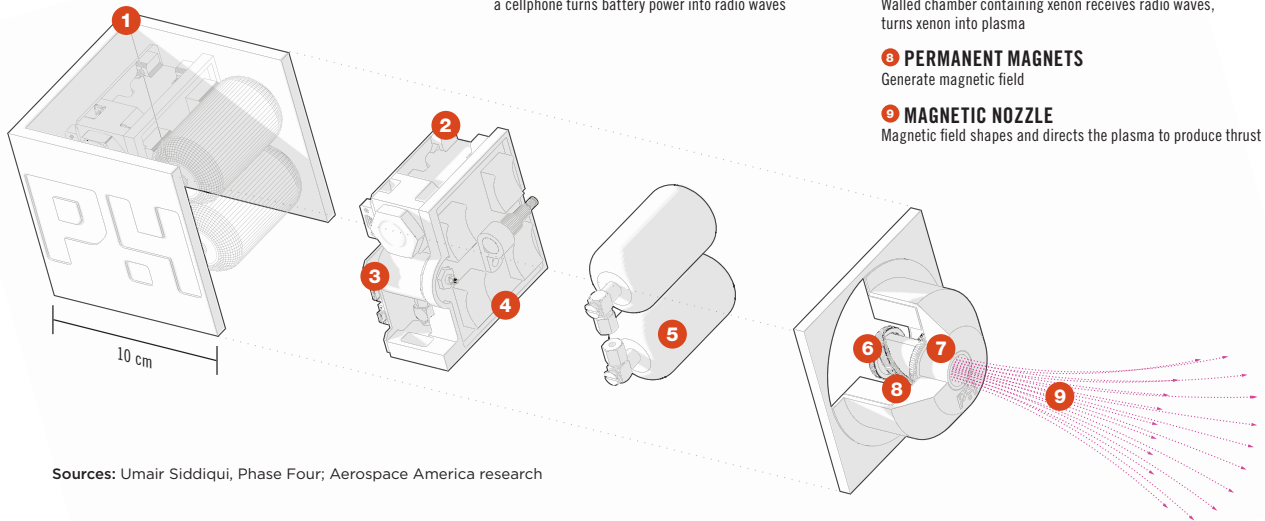 a cellphone turns battery power into radio waves
Walled chamber containing xenon receives radio waves,
turns xenon into plasma
8 PERMANENT MAGNETS
Generate magnetic field
9 MAGNETIC NOZZLE
Magnetic field shapes and directs the plasma to produce thrust
1
2
3
4
5
6
7
8
9
P4
10 cm
Sources: Umair Siddiqui, Phase Four; Aerospace America research